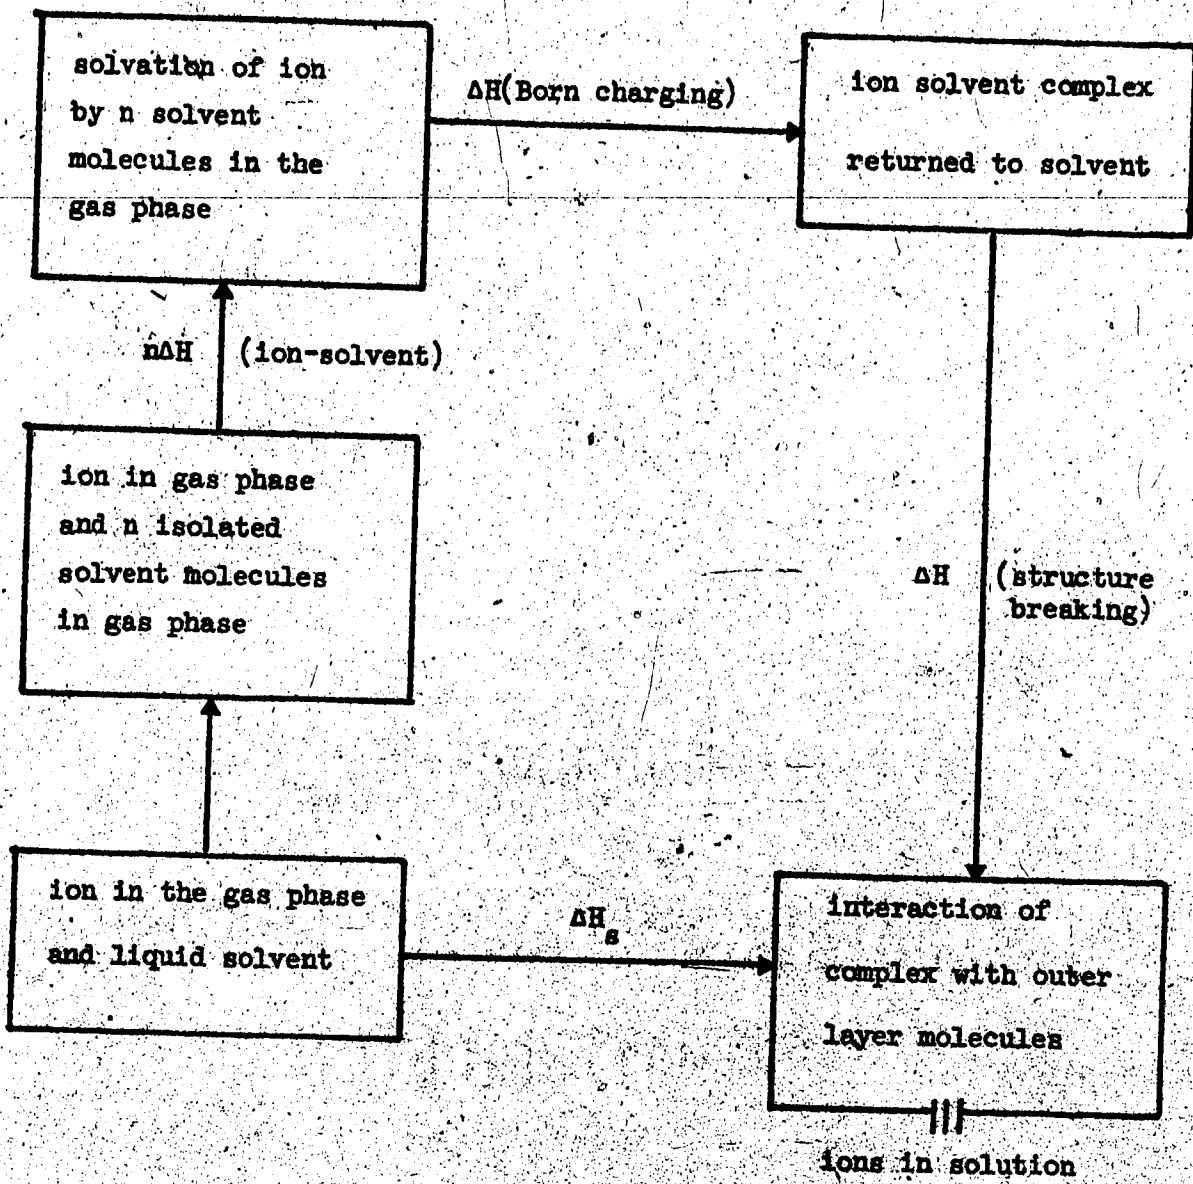 solvation of ion
by n solvent
molecules in the
gas phase
ΔH(Born charging)
ion solvent complex
returned to solvent
nΔH (ion-solvent)
ion in gas phase
and n isolated
solvent molecules
in gas phase
ΔH (structure
breaking)
ion in the gas phase
and liquid solvent
ΔHs
interaction of
complex with outer
layer molecules
ions in solution